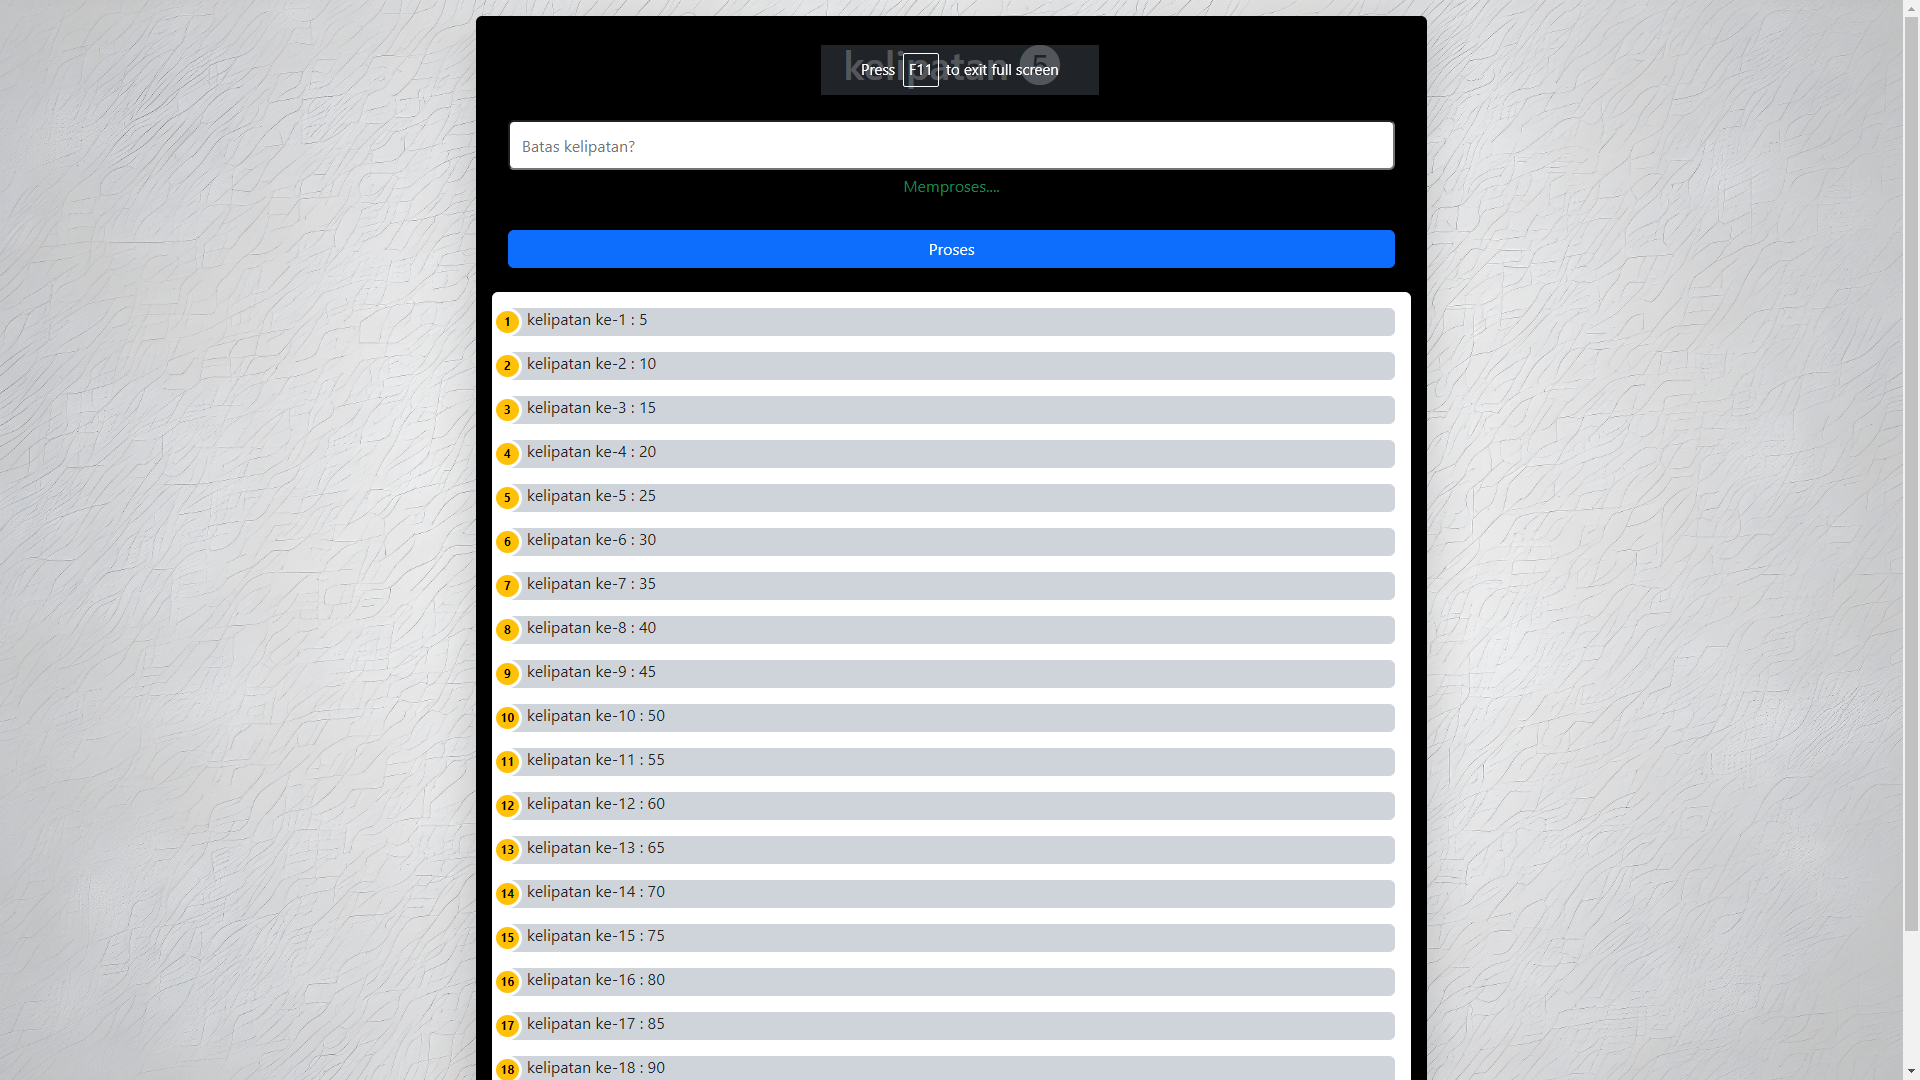 kelipatan 5
Press F11 to exit full screen
Batas kelipatan?
Memproses....
Proses
1 kelipatan ke-1 : 5
2 kelipatan ke-2 : 10
3 kelipatan ke-3 : 15
4 kelipatan ke-4 : 20
5 kelipatan ke-5 : 25
6 kelipatan ke-6 : 30
7 kelipatan ke-7 : 35
8 kelipatan ke-8 : 40
9 kelipatan ke-9 : 45
10 kelipatan ke-10 : 50
11 kelipatan ke-11 : 55
12 kelipatan ke-12 : 60
13 kelipatan ke-13 : 65
14 kelipatan ke-14 : 70
15 kelipatan ke-15 : 75
16 kelipatan ke-16 : 80
17 kelipatan ke-17 : 85
18 kelipatan ke-18 : 90